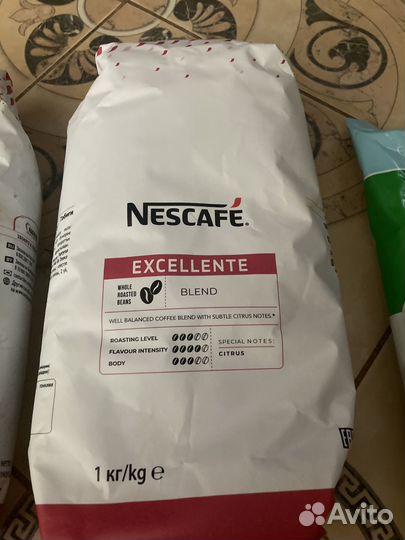 NESCAFÉ.
EXCELLENTE
WHOLE
ROASTED
BEANS
BLEND
WELL BALANCED COFFEE BLEND WITH SUBTLE CITRUS NOTES.*
ROASTING LEVEL
FLAVOUR INTENSITY
BODY
SPECIAL NOTES:
CITRUS
1 кг/kg e
Avito